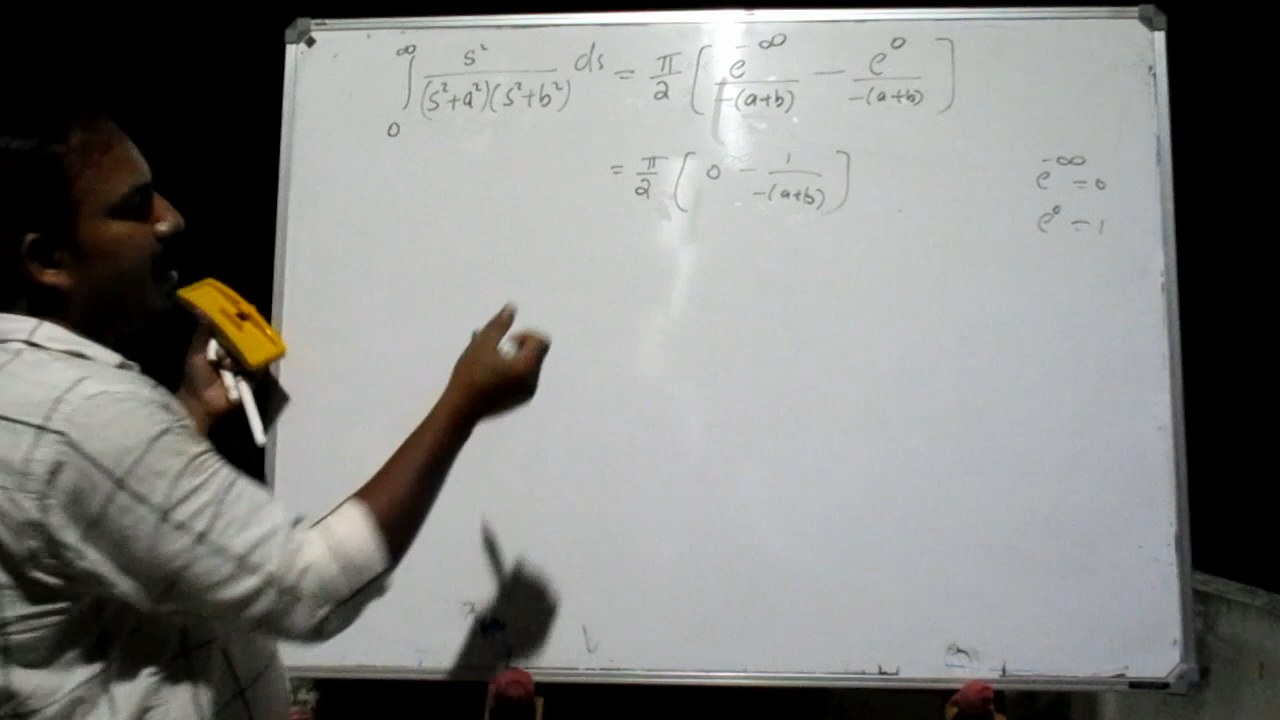 ∞∫0 s²/((s²+a²)(s²+b²)) ds = π/2 [ e^-∞/-(a+b) - e^0/-(a+b) ]
= π/2 [ 0 - 1/-(a+b) ]
e^-∞ = 0
e^0 = 1